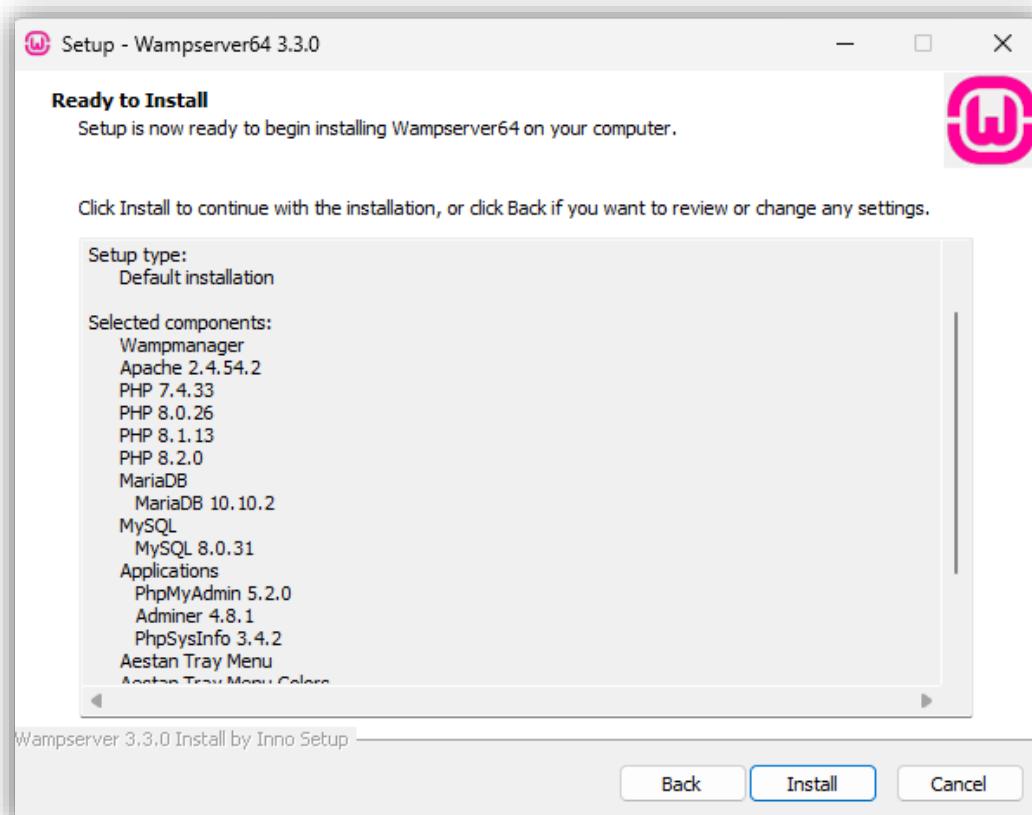 Setup - Wampserver64 3.3.0
Ready to Install
Setup is now ready to begin installing Wampserver64 on your computer.
Click Install to continue with the installation, or click Back if you want to review or change any settings.
Setup type:
Default installation
Selected components:
Wampmanager
Apache 2.4.54.2
PHP 7.4.33
PHP 8.0.26
PHP 8.1.13
PHP 8.2.0
MariaDB
MariaDB 10.10.2
MySQL
MySQL 8.0.31
Applications
PhpMyAdmin 5.2.0
Adminer 4.8.1
PhpSysInfo 3.4.2
Aestan Tray Menu
Aestan Tray Menu Colors
Wampserver 3.3.0 Install by Inno Setup
Back Install Cancel